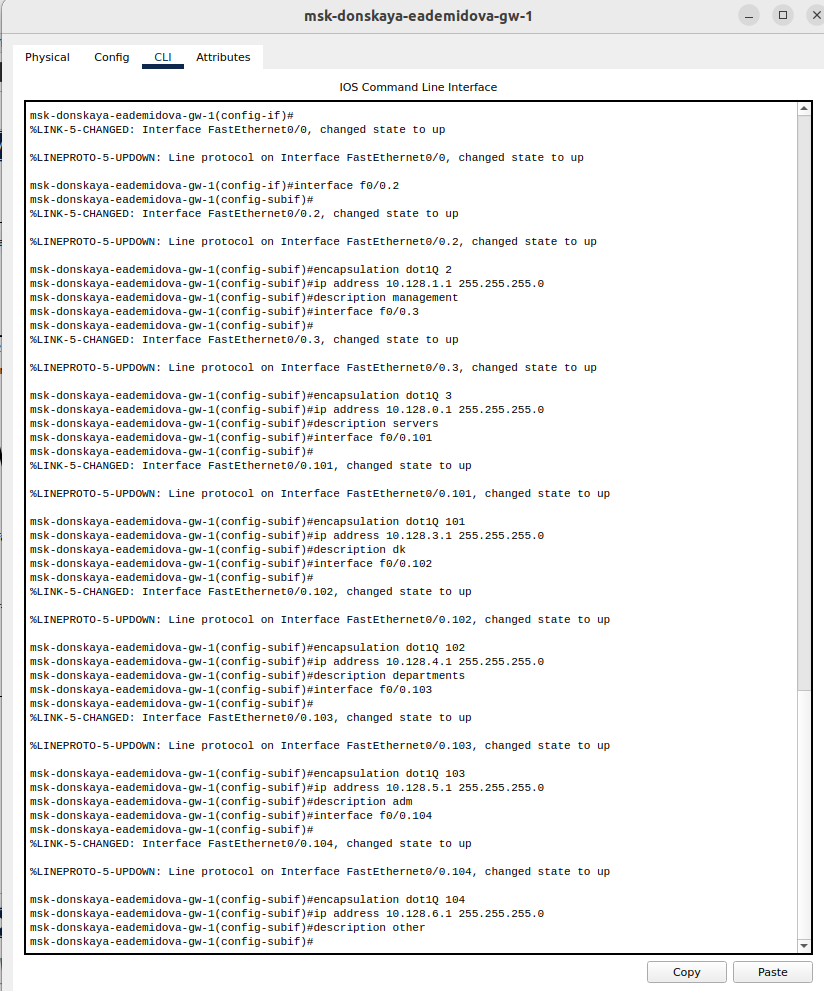 msk-donskaya-eademidova-gw-1
Physical Config CLI Attributes
IOS Command Line Interface
msk-donskaya-eademidova-gw-1(config-if)#
%LINK-5-CHANGED: Interface FastEthernet0/0, changed state to up
%LINEPROTO-5-UPDOWN: Line protocol on Interface FastEthernet0/0, changed state to up
msk-donskaya-eademidova-gw-1(config-if)#interface f0/0.2
msk-donskaya-eademidova-gw-1(config-subif)#
%LINK-5-CHANGED: Interface FastEthernet0/0.2, changed state to up
%LINEPROTO-5-UPDOWN: Line protocol on Interface FastEthernet0/0.2, changed state to up
msk-donskaya-eademidova-gw-1(config-subif)#encapsulation dot1Q 2
msk-donskaya-eademidova-gw-1(config-subif)#ip address 10.128.1.1 255.255.255.0
msk-donskaya-eademidova-gw-1(config-subif)#description management
msk-donskaya-eademidova-gw-1(config-subif)#interface f0/0.3
msk-donskaya-eademidova-gw-1(config-subif)#
%LINK-5-CHANGED: Interface FastEthernet0/0.3, changed state to up
%LINEPROTO-5-UPDOWN: Line protocol on Interface FastEthernet0/0.3, changed state to up
msk-donskaya-eademidova-gw-1(config-subif)#encapsulation dot1Q 3
msk-donskaya-eademidova-gw-1(config-subif)#ip address 10.128.0.1 255.255.255.0
msk-donskaya-eademidova-gw-1(config-subif)#description servers
msk-donskaya-eademidova-gw-1(config-subif)#interface f0/0.101
msk-donskaya-eademidova-gw-1(config-subif)#
%LINK-5-CHANGED: Interface FastEthernet0/0.101, changed state to up
%LINEPROTO-5-UPDOWN: Line protocol on Interface FastEthernet0/0.101, changed state to up
msk-donskaya-eademidova-gw-1(config-subif)#encapsulation dot1Q 101
msk-donskaya-eademidova-gw-1(config-subif)#ip address 10.128.3.1 255.255.255.0
msk-donskaya-eademidova-gw-1(config-subif)#description dk
msk-donskaya-eademidova-gw-1(config-subif)#interface f0/0.102
msk-donskaya-eademidova-gw-1(config-subif)#
%LINK-5-CHANGED: Interface FastEthernet0/0.102, changed state to up
%LINEPROTO-5-UPDOWN: Line protocol on Interface FastEthernet0/0.102, changed state to up
msk-donskaya-eademidova-gw-1(config-subif)#encapsulation dot1Q 102
msk-donskaya-eademidova-gw-1(config-subif)#ip address 10.128.4.1 255.255.255.0
msk-donskaya-eademidova-gw-1(config-subif)#description departments
msk-donskaya-eademidova-gw-1(config-subif)#interface f0/0.103
msk-donskaya-eademidova-gw-1(config-subif)#
%LINK-5-CHANGED: Interface FastEthernet0/0.103, changed state to up
%LINEPROTO-5-UPDOWN: Line protocol on Interface FastEthernet0/0.103, changed state to up
msk-donskaya-eademidova-gw-1(config-subif)#encapsulation dot1Q 103
msk-donskaya-eademidova-gw-1(config-subif)#ip address 10.128.5.1 255.255.255.0
msk-donskaya-eademidova-gw-1(config-subif)#description adm
msk-donskaya-eademidova-gw-1(config-subif)#interface f0/0.104
msk-donskaya-eademidova-gw-1(config-subif)#
%LINK-5-CHANGED: Interface FastEthernet0/0.104, changed state to up
%LINEPROTO-5-UPDOWN: Line protocol on Interface FastEthernet0/0.104, changed state to up
msk-donskaya-eademidova-gw-1(config-subif)#encapsulation dot1Q 104
msk-donskaya-eademidova-gw-1(config-subif)#ip address 10.128.6.1 255.255.255.0
msk-donskaya-eademidova-gw-1(config-subif)#description other
msk-donskaya-eademidova-gw-1(config-subif)#
Copy Paste